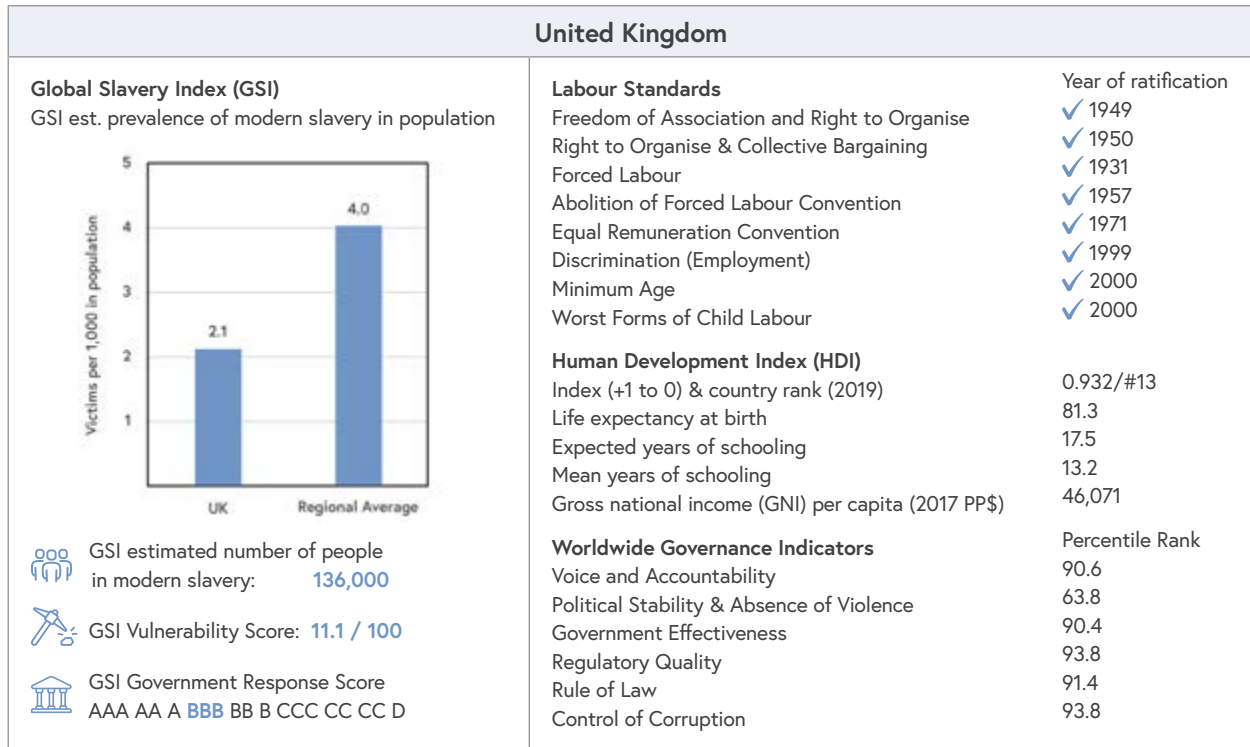 United Kingdom
Global Slavery Index (GSI)
GSI est. prevalence of modern slavery in population
5
4
3
2
1
Victims per 1,000 in population
2.1
4.0
UK
Regional Average
GSI estimated number of people
in modern slavery: 136,000
GSI Vulnerability Score: 11.1 / 100
GSI Government Response Score
AAA AA A BBB BB B CCC CC CC D
Labour Standards Year of ratification
Freedom of Association and Right to Organise ✓ 1949
Right to Organise & Collective Bargaining ✓ 1950
Forced Labour ✓ 1931
Abolition of Forced Labour Convention ✓ 1957
Equal Remuneration Convention ✓ 1971
Discrimination (Employment) ✓ 1999
Minimum Age ✓ 2000
Worst Forms of Child Labour ✓ 2000
Human Development Index (HDI)
Index (+1 to 0) & country rank (2019) 0.932/#13
Life expectancy at birth 81.3
Expected years of schooling 17.5
Mean years of schooling 13.2
Gross national income (GNI) per capita (2017 PP$) 46,071
Worldwide Governance Indicators Percentile Rank
Voice and Accountability 90.6
Political Stability & Absence of Violence 63.8
Government Effectiveness 90.4
Regulatory Quality 93.8
Rule of Law 91.4
Control of Corruption 93.8